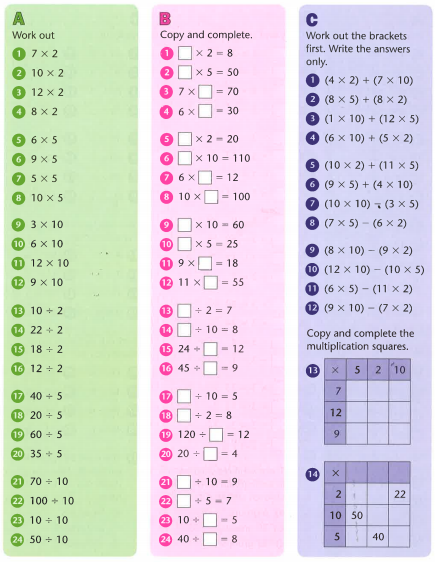 A
Work out
1 7 × 2
2 10 × 2
3 12 × 2
4 8 × 2
5 6 × 5
6 9 × 5
7 5 × 5
8 10 × 5
9 3 × 10
10 6 × 10
11 12 × 10
12 9 × 10
13 10 ÷ 2
14 22 ÷ 2
15 18 ÷ 2
16 12 ÷ 2
17 40 ÷ 5
18 20 ÷ 5
19 60 ÷ 5
20 35 ÷ 5
21 70 ÷ 10
22 100 ÷ 10
23 10 ÷ 10
24 50 ÷ 10
B
Copy and complete.
1 □ × 2 = 8
2 □ × 5 = 50
3 7 × □ = 70
4 6 × □ = 30
5 □ × 2 = 20
6 □ × 10 = 110
7 6 × □ = 12
8 10 × □ = 100
9 □ × 10 = 60
10 □ × 5 = 25
11 9 × □ = 18
12 11 × □ = 55
13 □ ÷ 2 = 7
14 □ ÷ 10 = 8
15 24 ÷ □ = 12
16 45 ÷ □ = 9
17 □ ÷ 10 = 5
18 □ ÷ 2 = 8
19 120 ÷ □ = 12
20 20 ÷ □ = 4
21 □ ÷ 10 = 9
22 □ ÷ 5 = 7
23 10 ÷ □ = 5
24 40 ÷ □ = 8
C
Work out the brackets
first. Write the answers
only.
1 (4 × 2) + (7 × 10)
2 (8 × 5) + (8 × 2)
3 (1 × 10) + (12 × 5)
4 (6 × 10) + (5 × 2)
5 (10 × 2) + (11 × 5)
6 (9 × 5) + (4 × 10)
7 (10 × 10) − (3 × 5)
8 (7 × 5) − (6 × 2)
9 (8 × 10) − (9 × 2)
10 (12 × 10) − (10 × 5)
11 (6 × 5) − (11 × 2)
12 (9 × 10) − (7 × 2)
Copy and complete the
multiplication squares.
13 × 5 2 10
7
12
9
14 ×
2 22
10 50
5 40